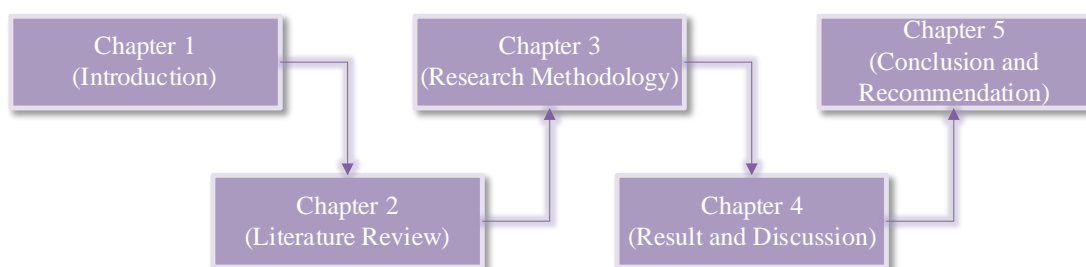 Chapter 1
(Introduction)
Chapter 2
(Literature Review)
Chapter 3
(Research Methodology)
Chapter 4
(Result and Discussion)
Chapter 5
(Conclusion and
Recommendation)